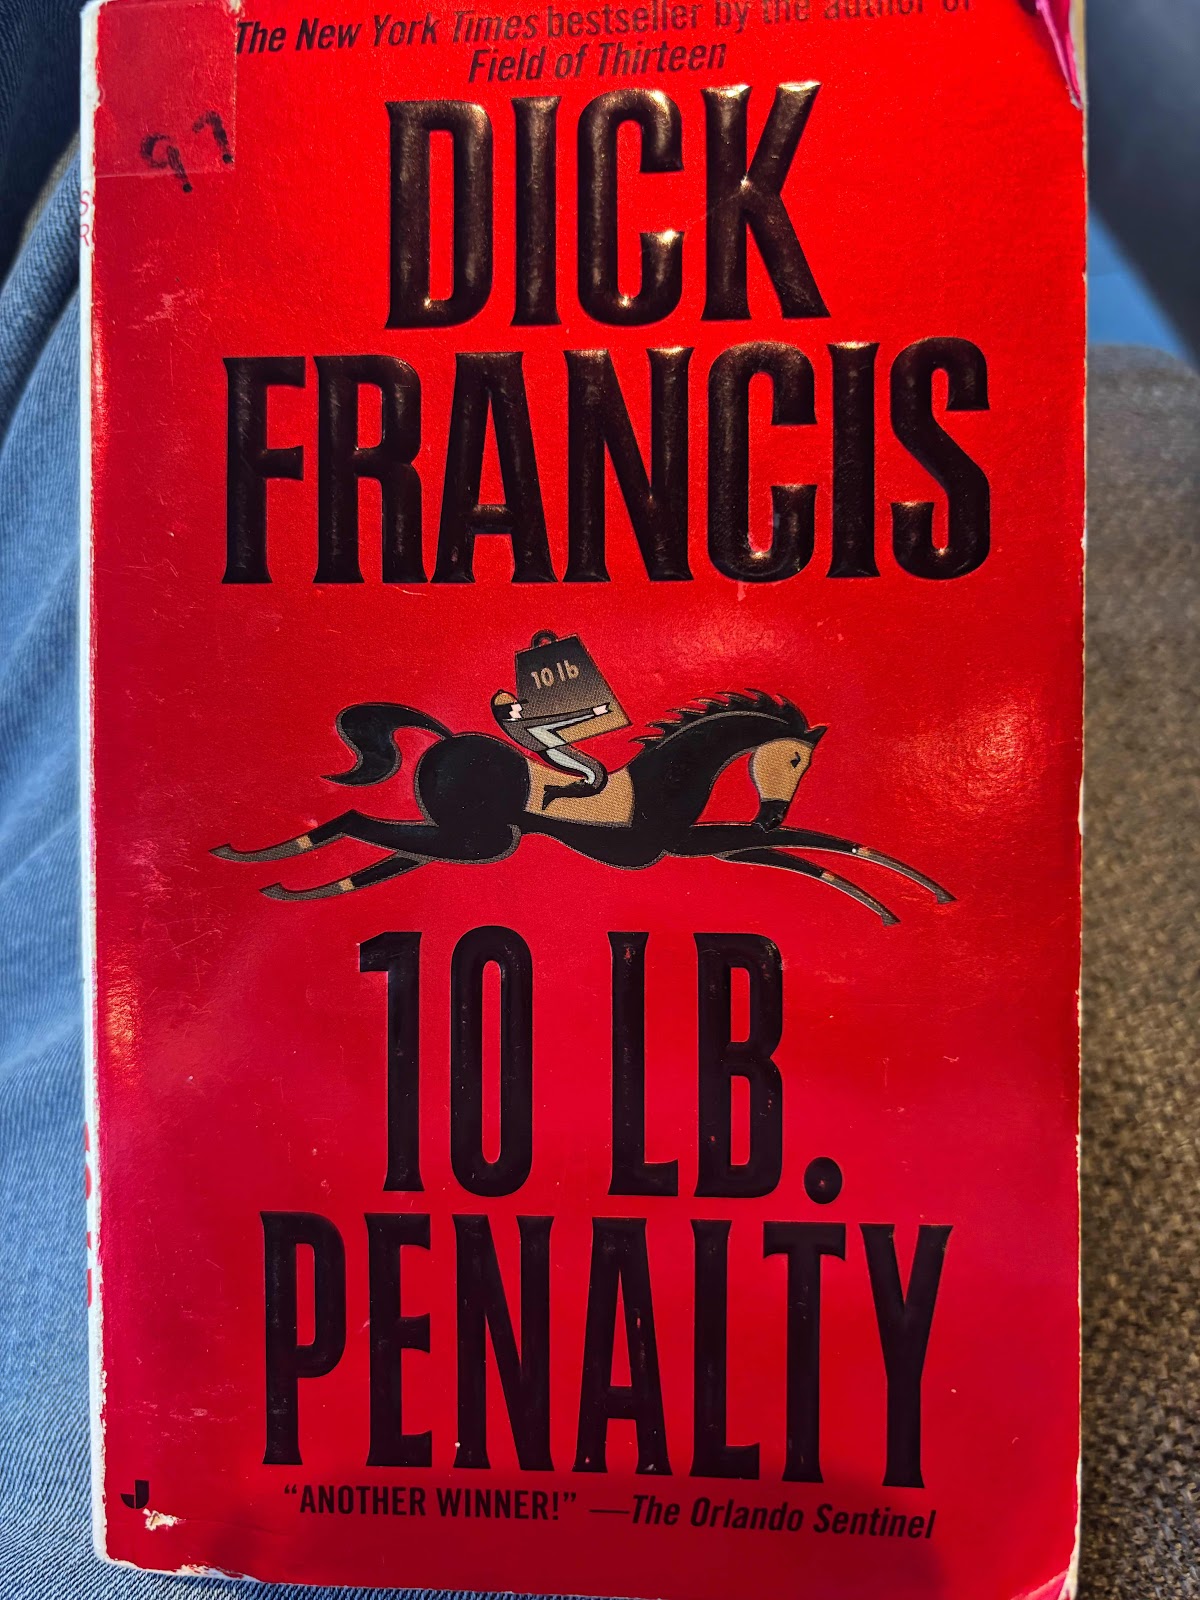 The New York Times bestseller by the author of
Field of Thirteen
97
DICK
FRANCIS
10 lb
10 LB.
PENALTY
J
"ANOTHER WINNER!" —The Orlando Sentinel